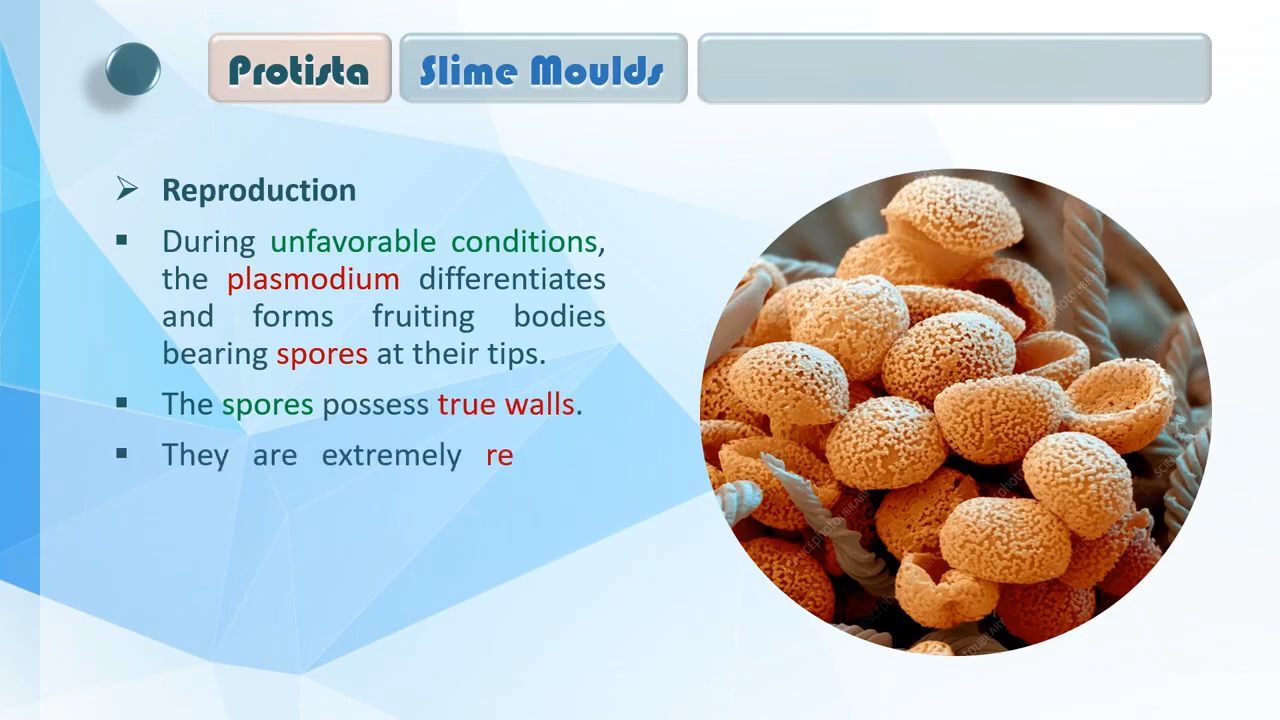 Protista Slime Moulds
Reproduction
During unfavorable conditions,
the plasmodium differentiates
and forms fruiting bodies
bearing spores at their tips.
The spores possess true walls.
They are extremely re